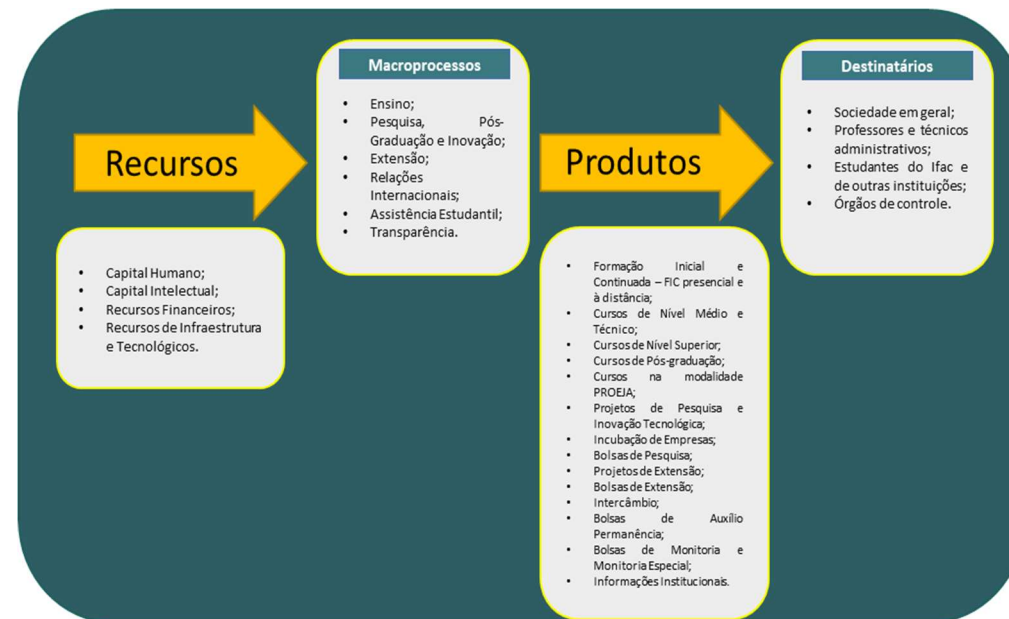 Recursos
• Capital Humano;
• Capital Intelectual;
• Recursos Financeiros;
• Recursos de Infraestrutura
e Tecnológicos.
Macroprocessos
• Ensino;
• Pesquisa, Pós-
Graduação e Inovação;
• Extensão;
• Relações
Internacionais;
• Assistência Estudantil;
• Transparência.
Produtos
• Formação Inicial e
Continuada – FIC presencial e
à distância;
• Cursos de Nível Médio e
Técnico;
• Cursos de Nível Superior;
• Cursos de Pós-graduação;
• Cursos na modalidade
PROEJA;
• Projetos de Pesquisa e
Inovação Tecnológica;
• Incubação de Empresas;
• Bolsas de Pesquisa;
• Projetos de Extensão;
• Bolsas de Extensão;
• Intercâmbio;
• Bolsas de Auxílio
Permanência;
• Bolsas de Monitoria e
Monitoria Especial;
• Informações Institucionais.
Destinatários
• Sociedade em geral;
• Professores e técnicos
administrativos;
• Estudantes do Ifac e
de outras instituições;
• Órgãos de controle.